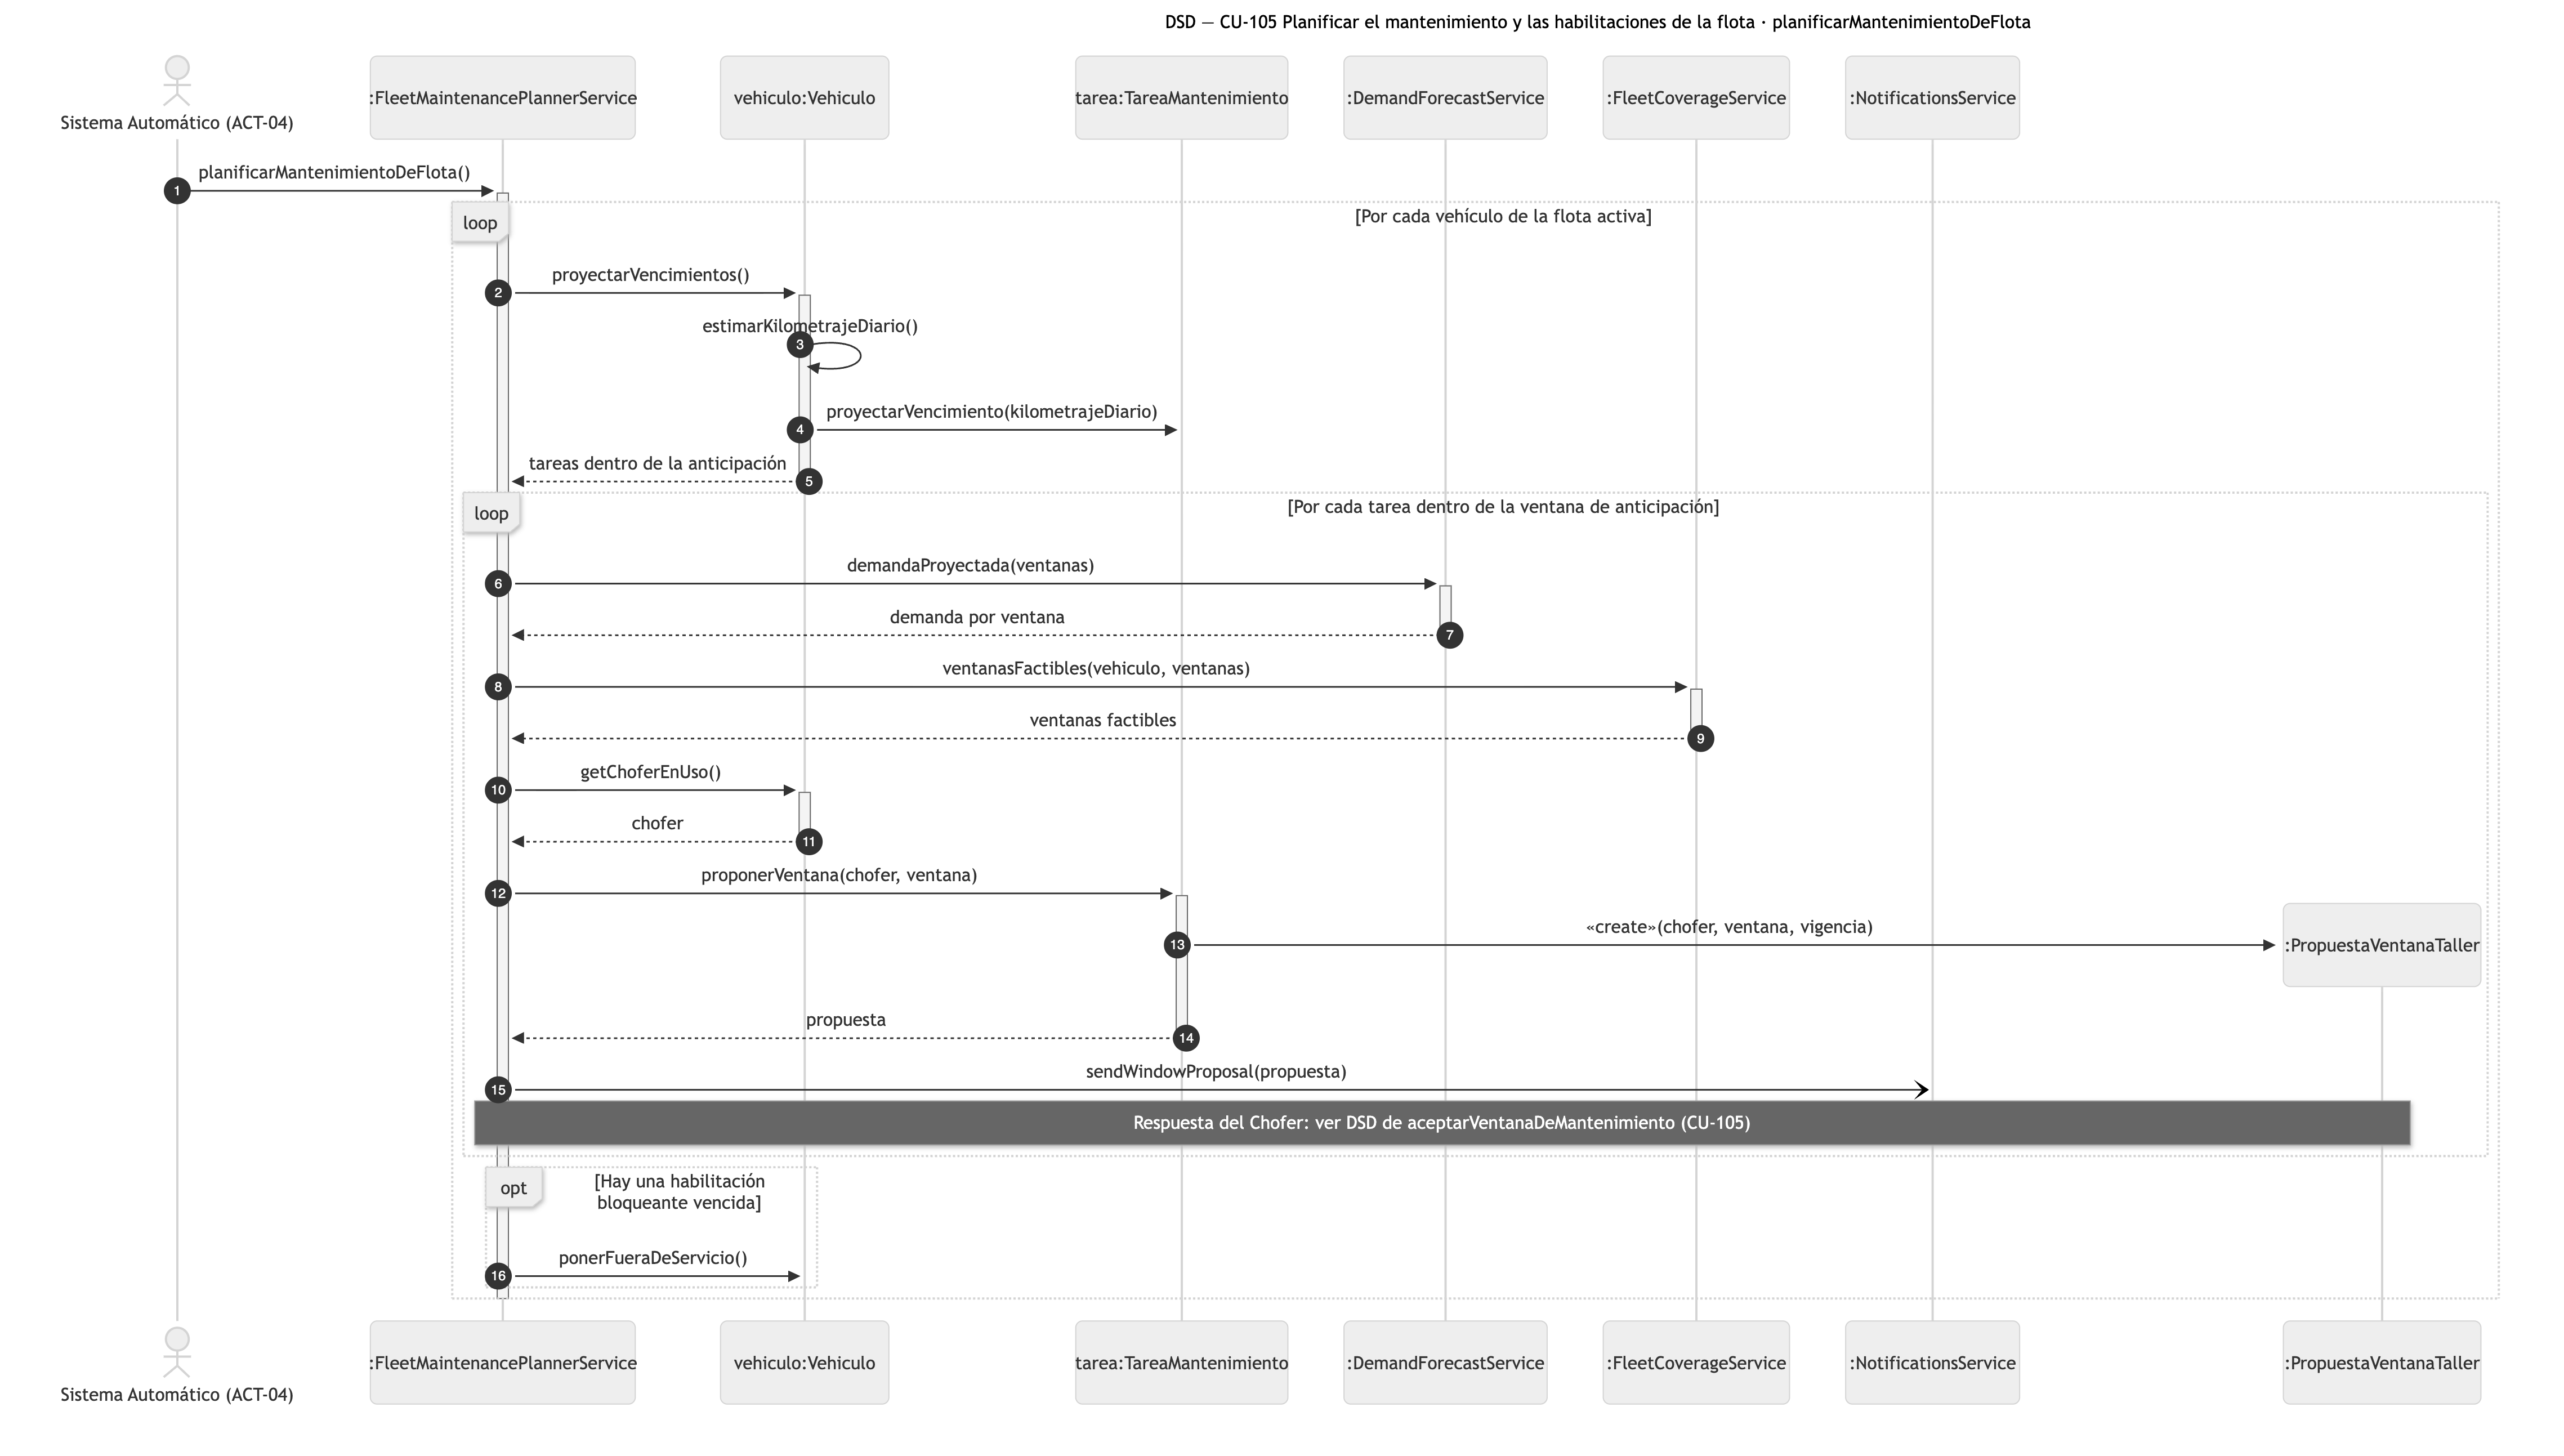 DSD — CU-105 Planificar el mantenimiento y las habilitaciones de la flota · planificarMantenimientoDeFlota
Sistema Automático (ACT-04)
:FleetMaintenancePlannerService
vehiculo:Vehiculo
tarea:TareaMantenimiento
:DemandForecastService
:FleetCoverageService
:NotificationsService
1
planificarMantenimientoDeFlota()
loop
[Por cada vehículo de la flota activa]
2
proyectarVencimientos()
estimarKilometrajeDiario()
3
proyectarVencimiento(kilometrajeDiario)
4
tareas dentro de la anticipación
5
loop
[Por cada tarea dentro de la ventana de anticipación]
demandaProyectada(ventanas)
6
demanda por ventana
7
ventanasFactibles(vehiculo, ventanas)
8
ventanas factibles
9
getChoferEnUso()
10
chofer
11
proponerVentana(chofer, ventana)
12
«create»(chofer, ventana, vigencia)
13
:PropuestaVentanaTaller
propuesta
14
sendWindowProposal(propuesta)
15
Respuesta del Chofer: ver DSD de aceptarVentanaDeMantenimiento (CU-105)
opt
[Hay una habilitación
bloqueante vencida]
ponerFueraDeServicio()
16
Sistema Automático (ACT-04)
:FleetMaintenancePlannerService
vehiculo:Vehiculo
tarea:TareaMantenimiento
:DemandForecastService
:FleetCoverageService
:NotificationsService
:PropuestaVentanaTaller